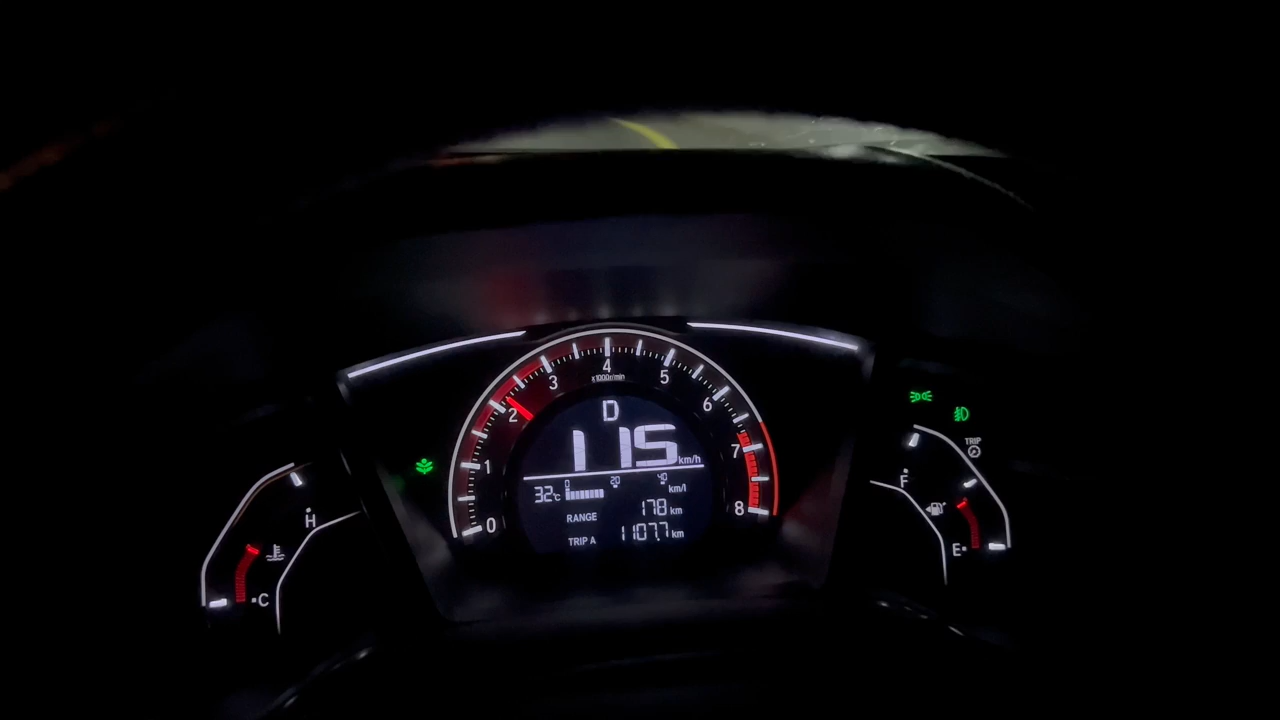 4
3
5
x1000r/min
2
D
6
115
km/h
7
1
0 20 40
32°C
km/l
8
0
RANGE 178 km
TRIP A 1107.7 km
H
C
TRIP
F
E